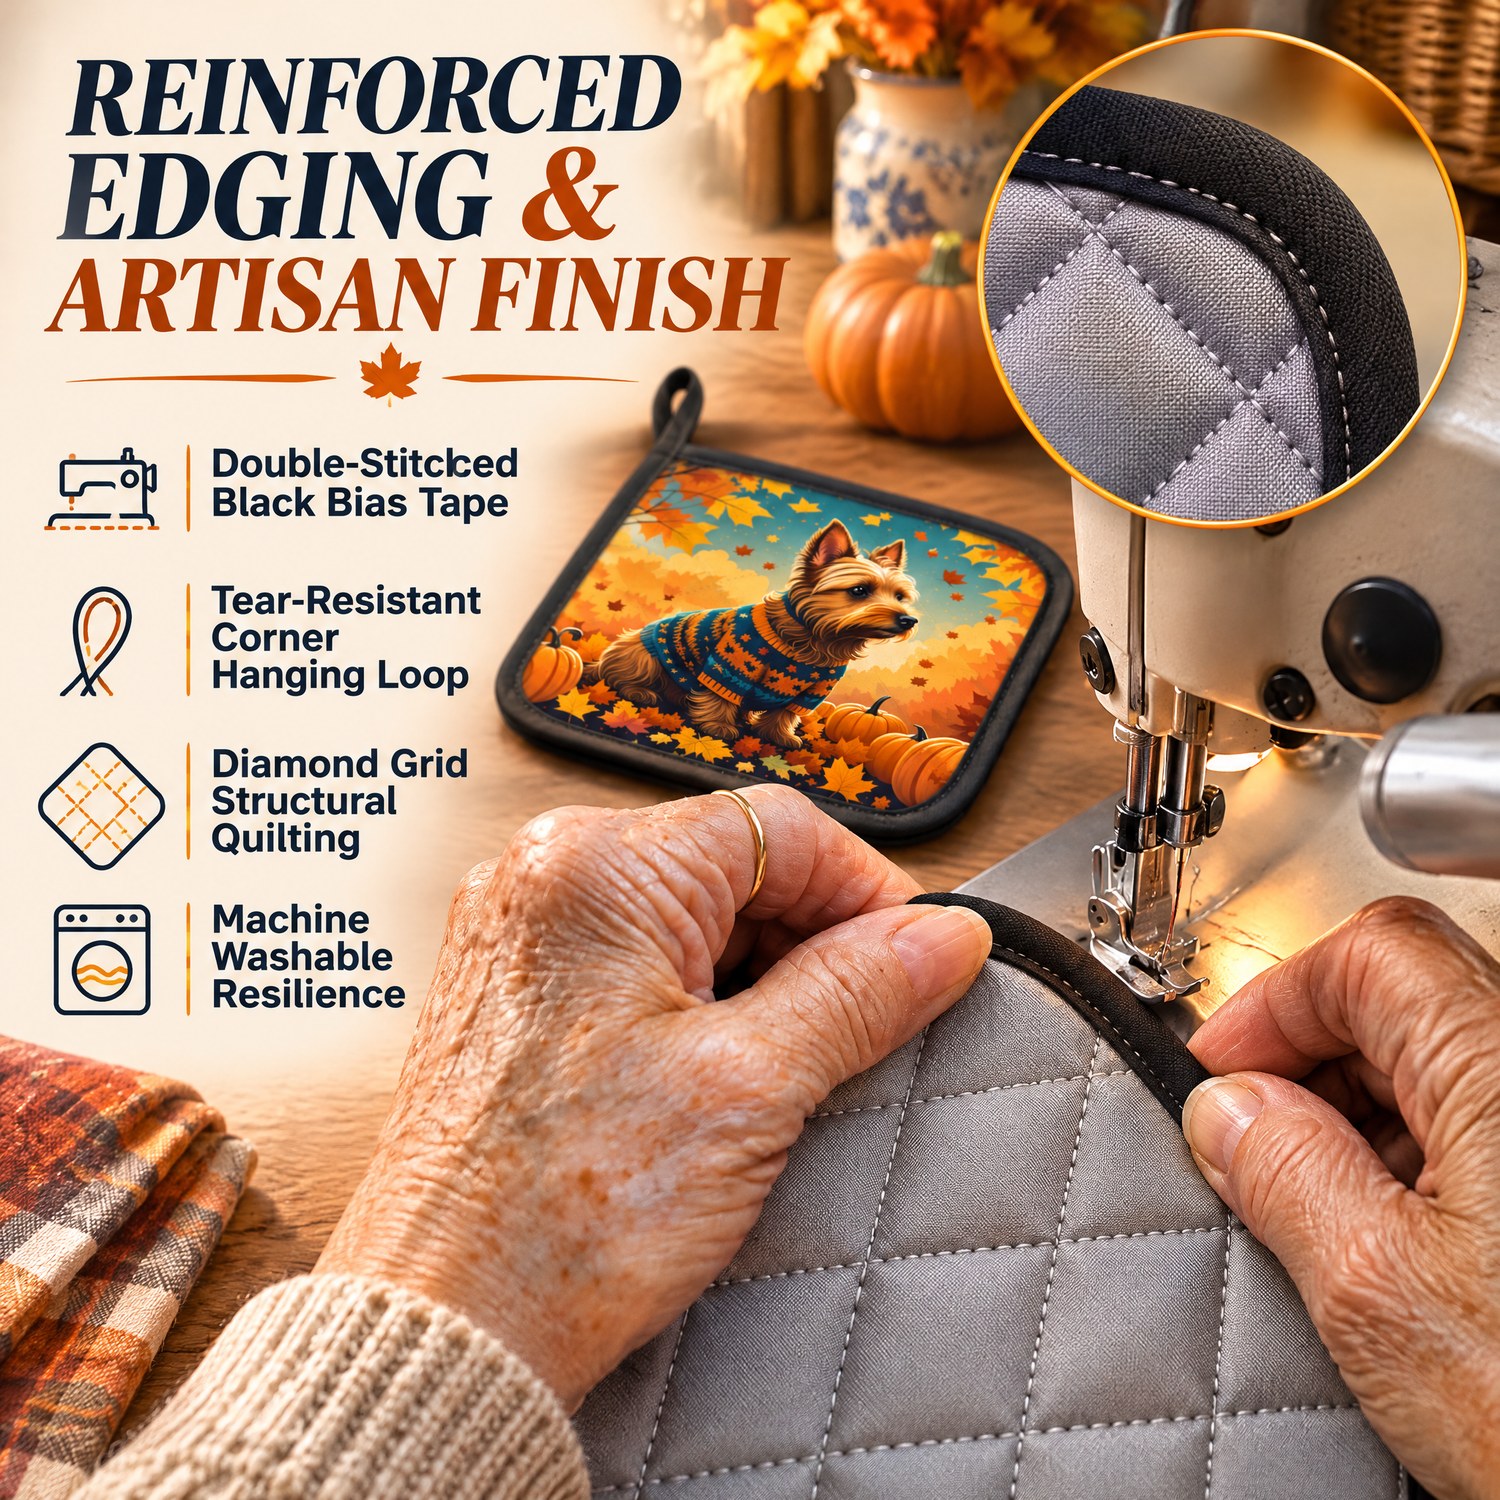 REINFORCED
EDGING &
ARTISAN FINISH
Double-Stitcked
Black Bias Tape
Tear-Resistant
Corner
Hanging Loop
Diamond Grid
Structural
Quilting
Machine
Washable
Resilience